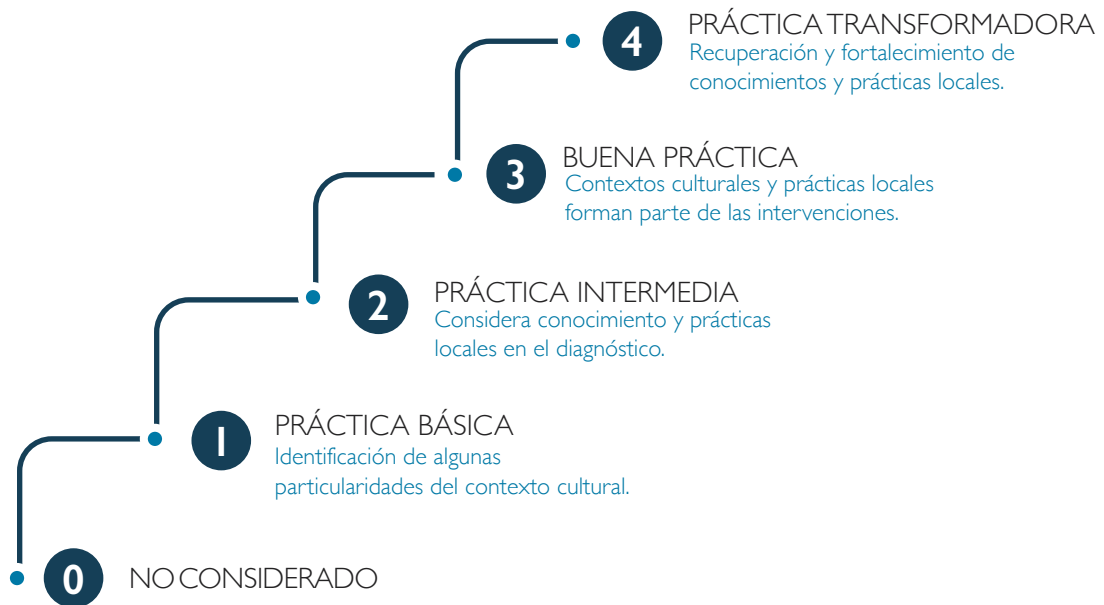 4
PRÁCTICA TRANSFORMADORA
Recuperación y fortalecimiento de
conocimientos y prácticas locales.
3
BUENA PRÁCTICA
Contextos culturales y prácticas locales
forman parte de las intervenciones.
2
PRÁCTICA INTERMEDIA
Considera conocimiento y prácticas
locales en el diagnóstico.
1
PRÁCTICA BÁSICA
Identificación de algunas
particularidades del contexto cultural.
0
NO CONSIDERADO